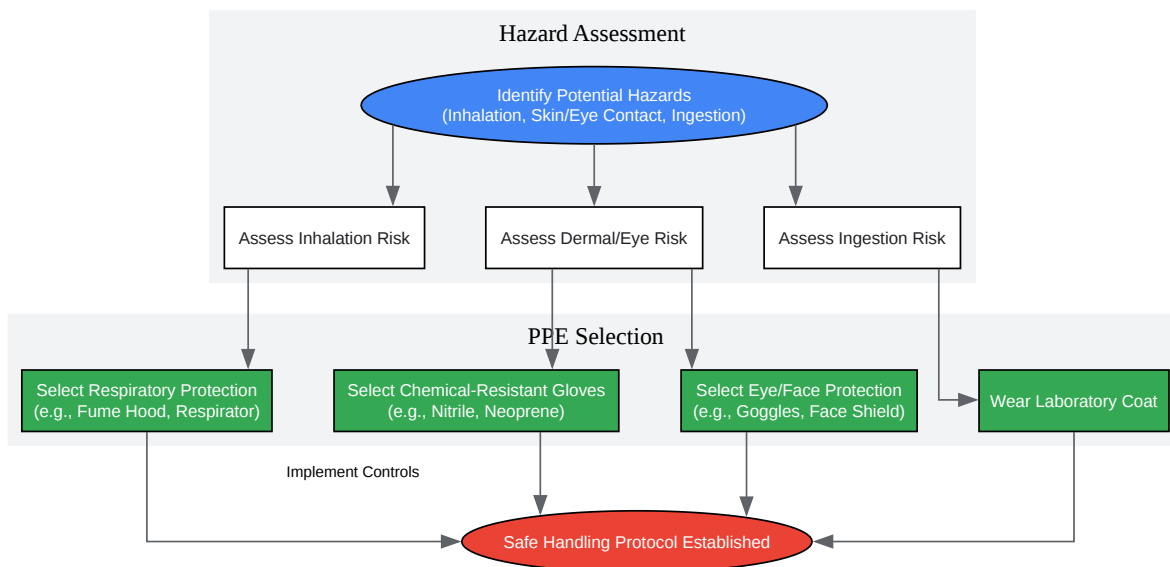 Hazard Assessment
Identify Potential Hazards
(Inhalation, Skin/Eye Contact, Ingestion)
Assess Inhalation Risk
Assess Dermal/Eye Risk
Assess Ingestion Risk
PPE Selection
Select Respiratory Protection
(e.g., Fume Hood, Respirator)
Select Chemical-Resistant Gloves
(e.g., Nitrile, Neoprene)
Select Eye/Face Protection
(e.g., Goggles, Face Shield)
Wear Laboratory Coat
Implement Controls
Safe Handling Protocol Established